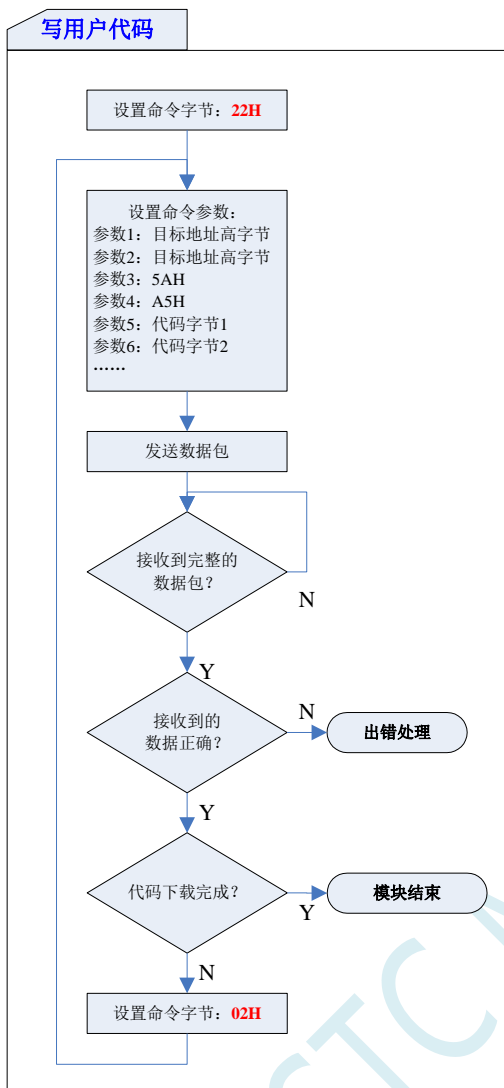 写用户代码
设置命令字节：22H
设置命令参数：
参数1：目标地址高字节
参数2：目标地址高字节
参数3：5AH
参数4：A5H
参数5：代码字节1
参数6：代码字节2
……
发送数据包
接收到完整的
数据包？
N
Y
接收到的
数据正确？
N
出错处理
Y
代码下载完成？
Y
模块结束
N
设置命令字节：02H
STC